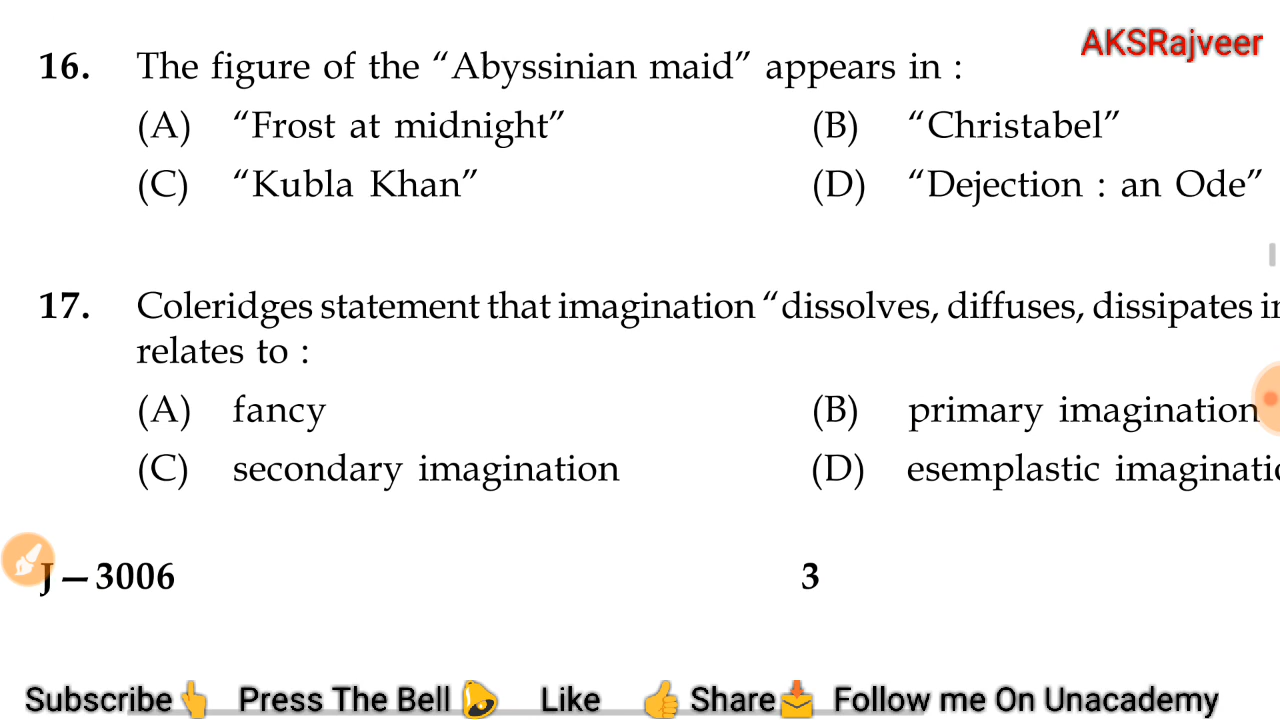 AKSRajveer
16. The figure of the “Abyssinian maid” appears in :
(A) “Frost at midnight” (B) “Christabel”
(C) “Kubla Khan” (D) “Dejection : an Ode”
17. Coleridges statement that imagination “dissolves, diffuses, dissipates
relates to :
(A) fancy (B) primary imagination
(C) secondary imagination (D) esemplastic
J – 3006 3
Subscribe Press The Bell Like Share Follow me On Unacademy